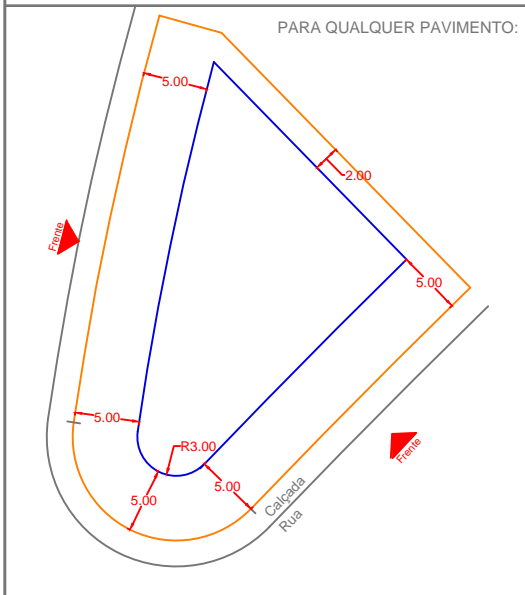 PARA QUALQUER PAVIMENTO:
5.00
2.00
Frente
5.00
5.00
R3.00
Frente
5.00
5.00
Calçada
Rua